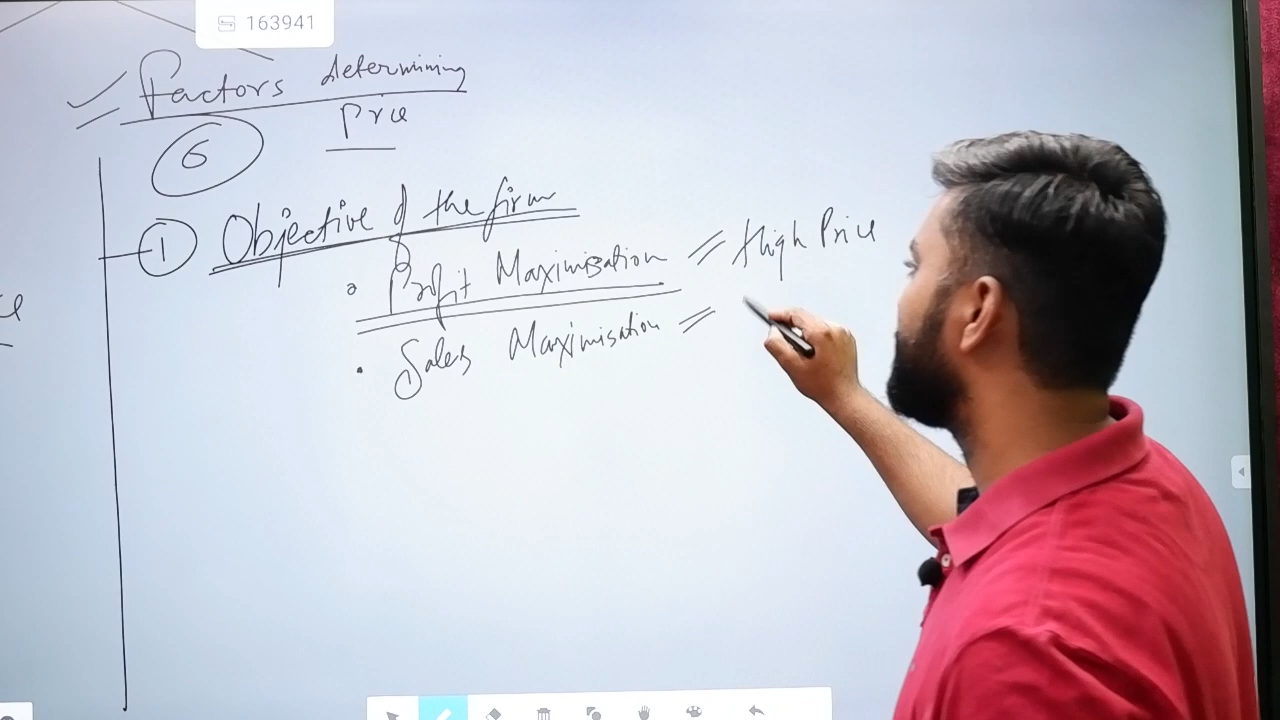 163941
Factors determining
Price
6
1 Objective of the firm
• Profit Maximisation = High Price
• Sales Maximisation =